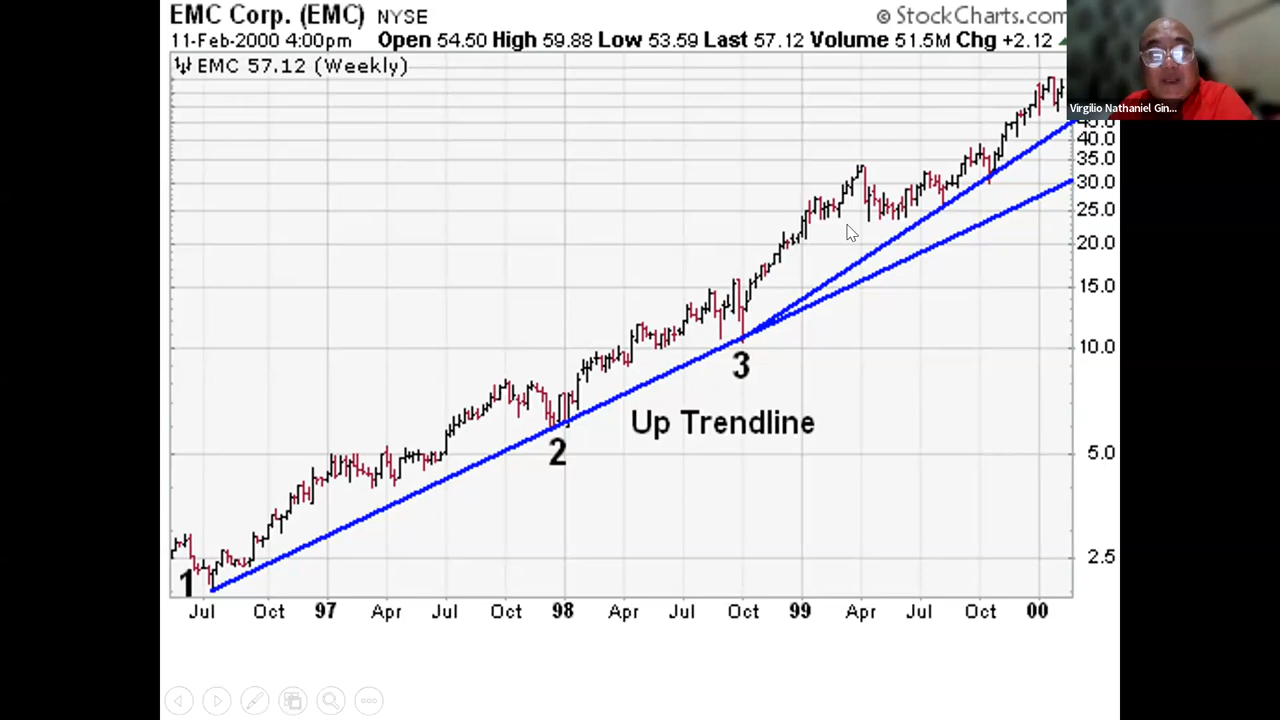 EMC Corp. (EMC) NYSE
© StockCharts.com
11-Feb-2000 4:00pm Open 54.50 High 59.88 Low 53.59 Last 57.12 Volume 51.5M Chg +2.12
EMC 57.12 (Weekly)
Virgilio Nathaniel Gin...
40.0
35.0
30.0
25.0
20.0
15.0
10.0
5.0
2.5
3
Up Trendline
2
1
Jul Oct 97 Apr Jul Oct 98 Apr Jul Oct 99 Apr Jul Oct 00